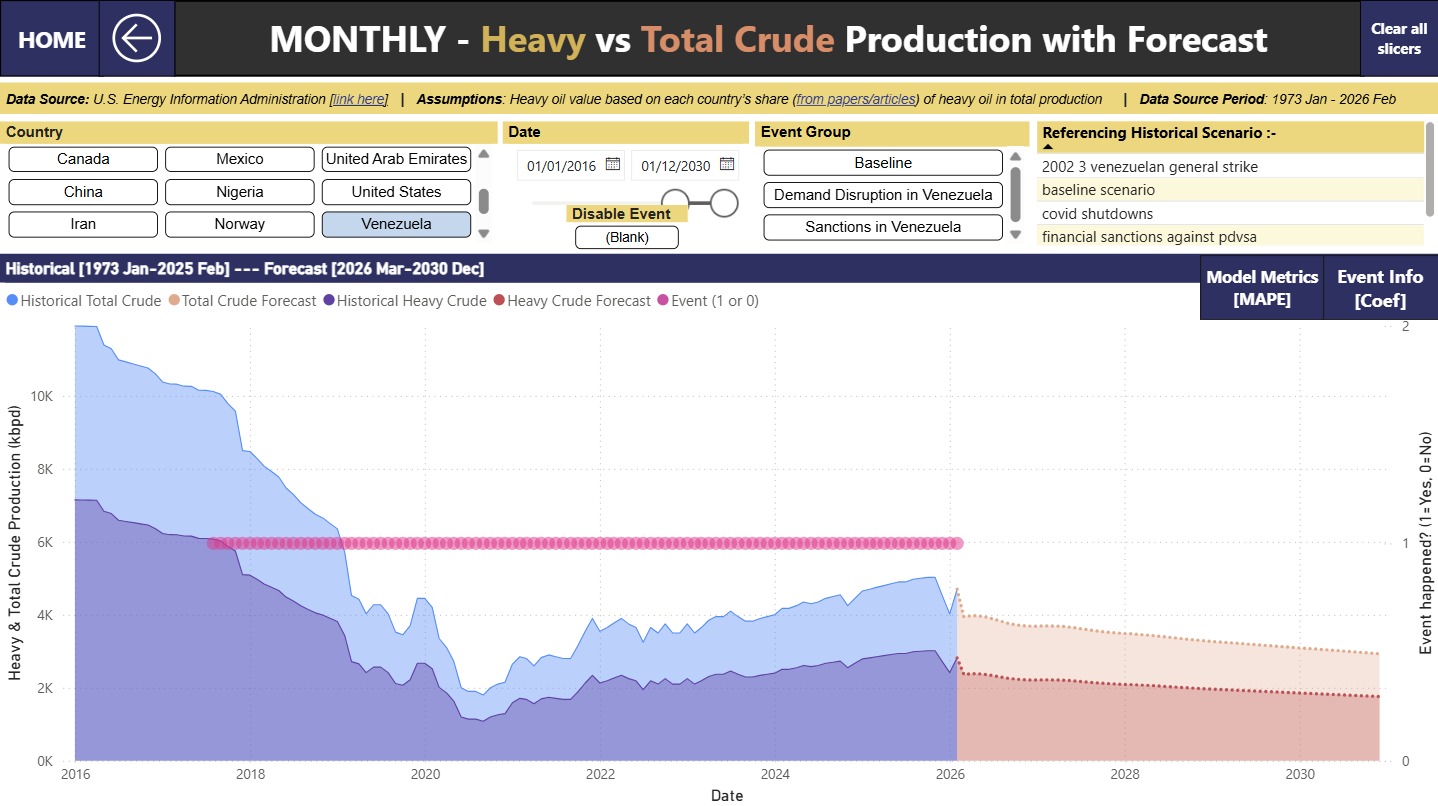 HOME
MONTHLY - Heavy vs Total Crude Production with Forecast
Clear all
slicers
Data Source: U.S. Energy Information Administration [link here] | Assumptions: Heavy oil value based on each country's share (from papers/articles) of heavy oil in total production | Data Source Period: 1973 Jan - 2026 Feb
Country
Canada Mexico United Arab Emirates
China Nigeria United States
Iran Norway Venezuela
Date
01/01/2016 01/12/2030
Disable Event
(Blank)
Event Group
Baseline
Demand Disruption in Venezuela
Sanctions in Venezuela
Referencing Historical Scenario :-
2002 3 venezuelan general strike
baseline scenario
covid shutdowns
financial sanctions against pdvsa
Historical [1973 Jan-2025 Feb] --- Forecast [2026 Mar-2030 Dec]
Model Metrics
[MAPE]
Event Info
[Coef]
Historical Total Crude Total Crude Forecast Historical Heavy Crude Heavy Crude Forecast Event (1 or 0)
Heavy & Total Crude Production (kbpd)
10K
8K
6K
4K
2K
0K
2
1
0
Event happened? (1=Yes, 0=No)
2016 2018 2020 2022 2024 2026 2028 2030
Date